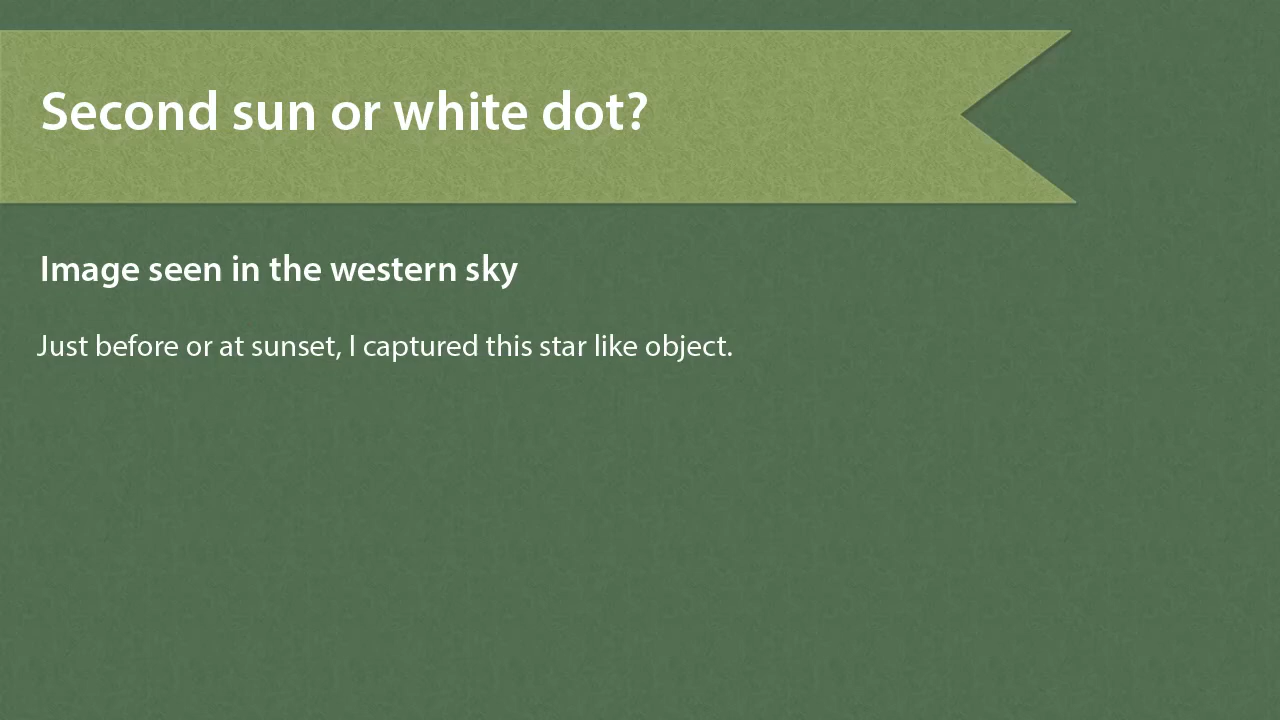 Second sun or white dot?
Image seen in the western sky
Just before or at sunset, I captured this star like object.